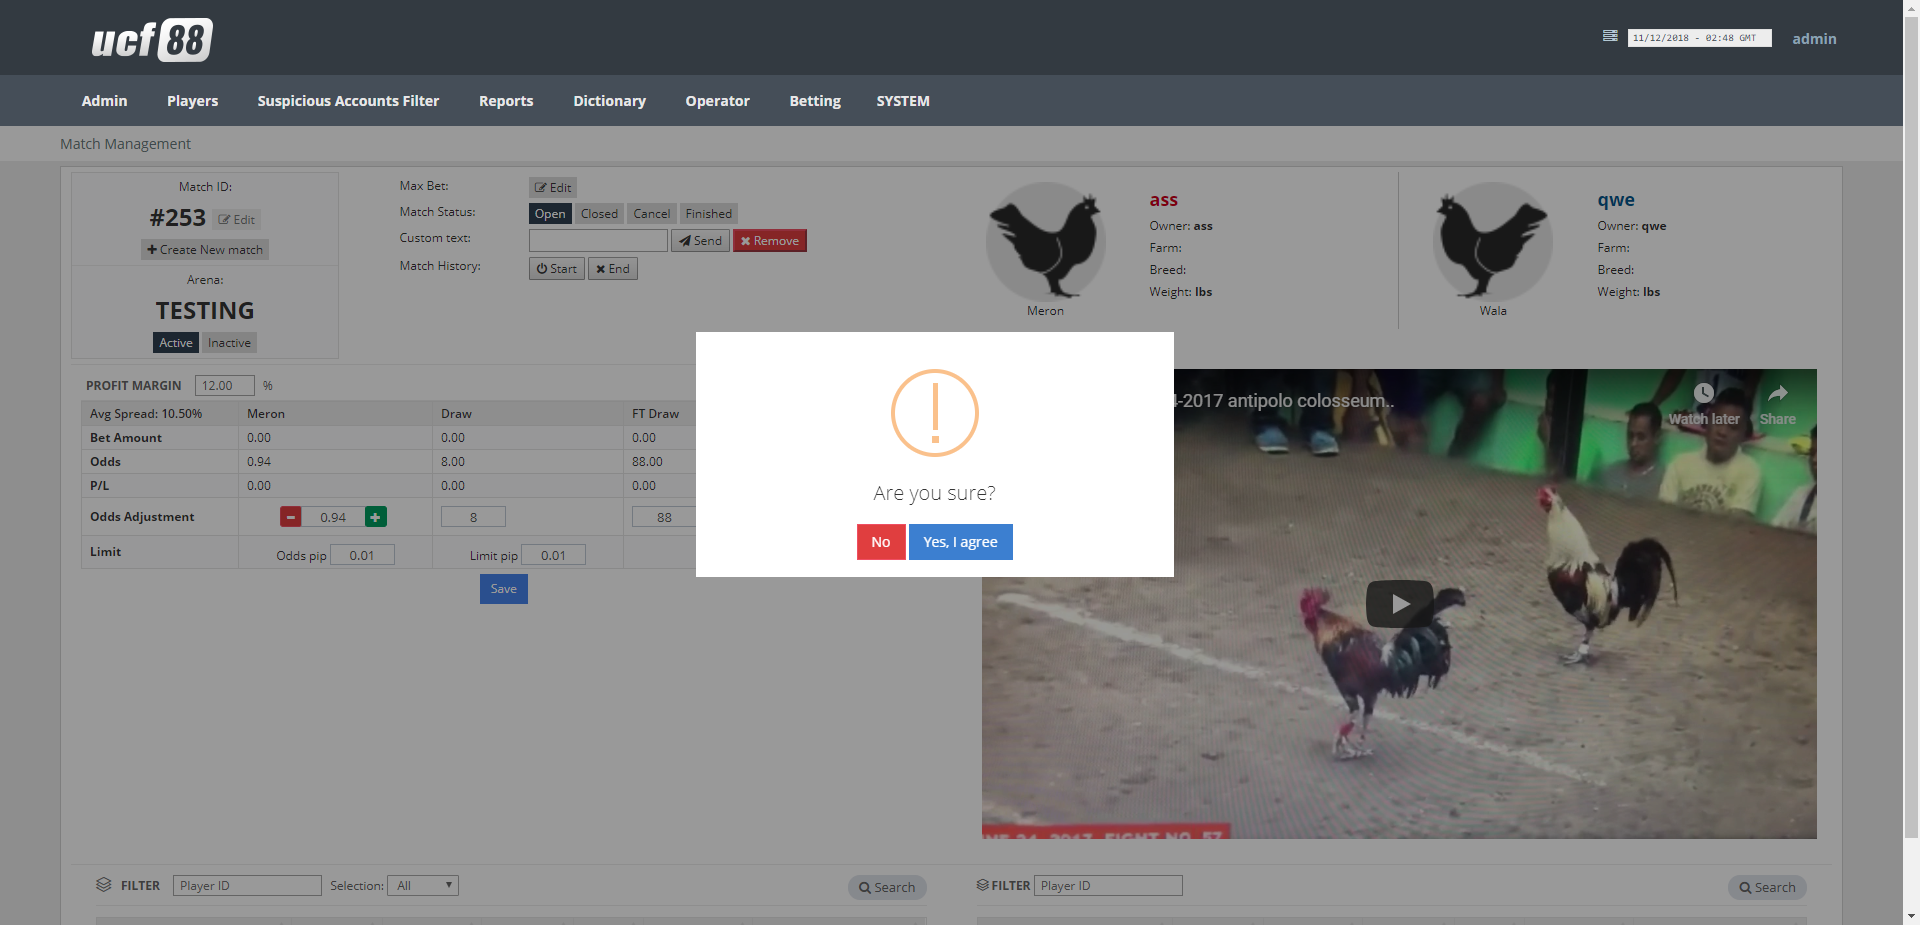 ucf88
11/12/2018 - 02:48 GMT
admin
Admin Players Suspicious Accounts Filter Reports Dictionary Operator Betting SYSTEM
Match Management
Match ID:
#253 Edit
Create New match
Arena:
TESTING
Active Inactive
Max Bet: Edit
Match Status: Open Closed Cancel Finished
Custom text: Send Remove
Match History: Start End
Meron
ass
Owner: ass
Farm:
Breed:
Weight: lbs
Wala
qwe
Owner: qwe
Farm:
Breed:
Weight: lbs
PROFIT MARGIN 12.00 %
Avg Spread: 10.50% Meron Draw FT Draw
Bet Amount 0.00 0.00 0.00
Odds 0.94 8.00 88.00
P/L 0.00 0.00 0.00
Odds Adjustment 0.94 8 88
Limit Odds pip 0.01 Limit pip 0.01
Save
Are you sure?
No Yes, I agree
-2017 antipolo colosseum..
Watch later Share
24, 2017 FIGHT NO. 57
FILTER Player ID Selection: All Search
FILTER Player ID Search